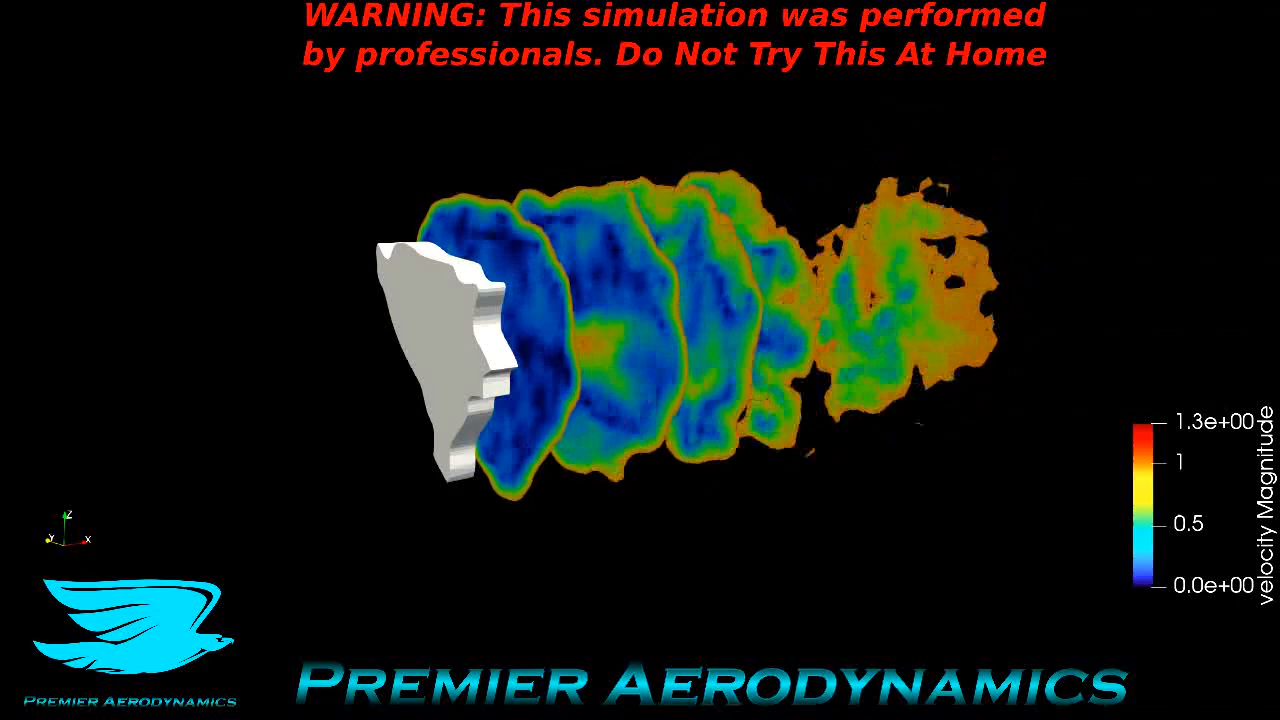 WARNING: This simulation was performed
by professionals. Do Not Try This At Home
1.3e+00
1
0.5
0.0e+00
velocity Magnitude
Z
Y
X
PREMIER AERODYNAMICS
PREMIER AERODYNAMICS